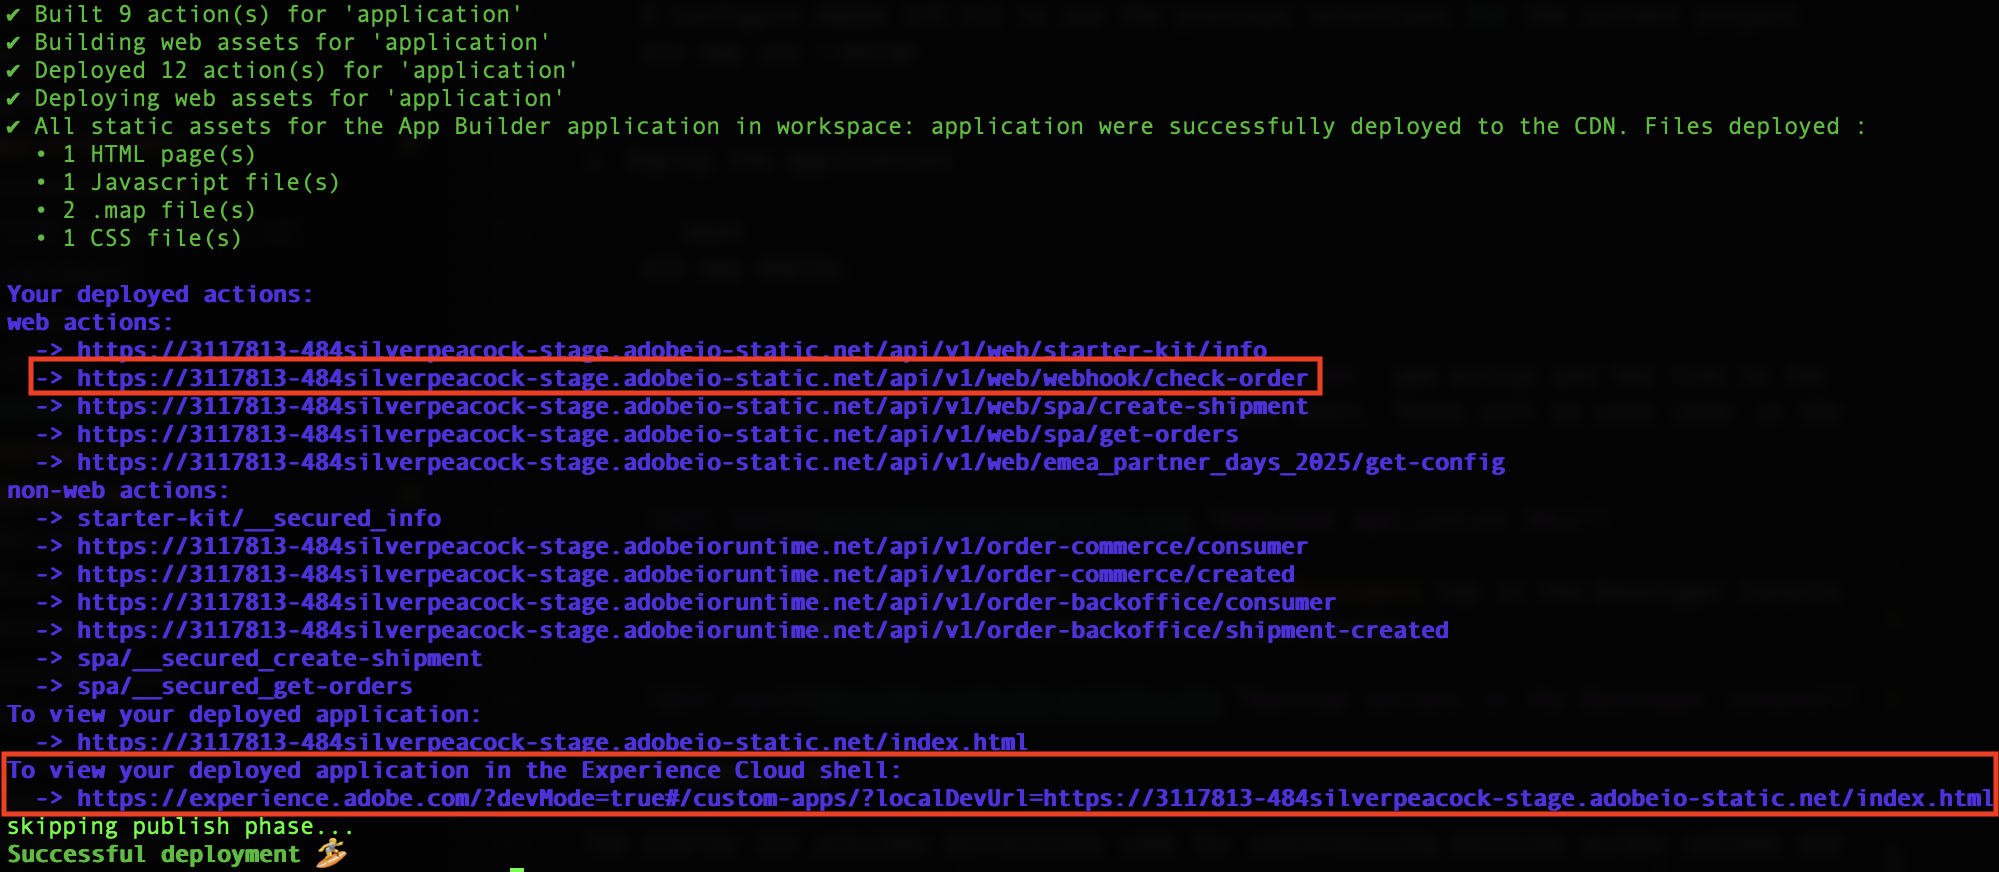 ✔ Built 9 action(s) for 'application'
✔ Building web assets for 'application'
✔ Deployed 12 action(s) for 'application'
✔ Deploying web assets for 'application'
✔ All static assets for the App Builder application in workspace: application were successfully deployed to the CDN. Files deployed :
• 1 HTML page(s)
• 1 Javascript file(s)
• 2 .map file(s)
• 1 CSS file(s)
Your deployed actions:
web actions:
-> https://3117813-484silverpeacock-stage.adobeio-static.net/api/v1/web/starter-kit/info
-> https://3117813-484silverpeacock-stage.adobeio-static.net/api/v1/web/webhook/check-order
-> https://3117813-484silverpeacock-stage.adobeio-static.net/api/v1/web/spa/create-shipment
-> https://3117813-484silverpeacock-stage.adobeio-static.net/api/v1/web/spa/get-orders
-> https://3117813-484silverpeacock-stage.adobeio-static.net/api/v1/web/emea_partner_days_2025/get-config
non-web actions:
-> starter-kit/__secured_info
-> https://3117813-484silverpeacock-stage.adobeioruntime.net/api/v1/order-commerce/consumer
-> https://3117813-484silverpeacock-stage.adobeioruntime.net/api/v1/order-commerce/created
-> https://3117813-484silverpeacock-stage.adobeioruntime.net/api/v1/order-backoffice/consumer
-> https://3117813-484silverpeacock-stage.adobeioruntime.net/api/v1/order-backoffice/shipment-created
-> spa/__secured_create-shipment
-> spa/__secured_get-orders
To view your deployed application:
-> https://3117813-484silverpeacock-stage.adobeio-static.net/index.html
To view your deployed application in the Experience Cloud shell:
-> https://experience.adobe.com/?devMode=true#/custom-apps/?localDevUrl=https://3117813-484silverpeacock-stage.adobeio-static.net/index.html
skipping publish phase...
Successful deployment 🏄